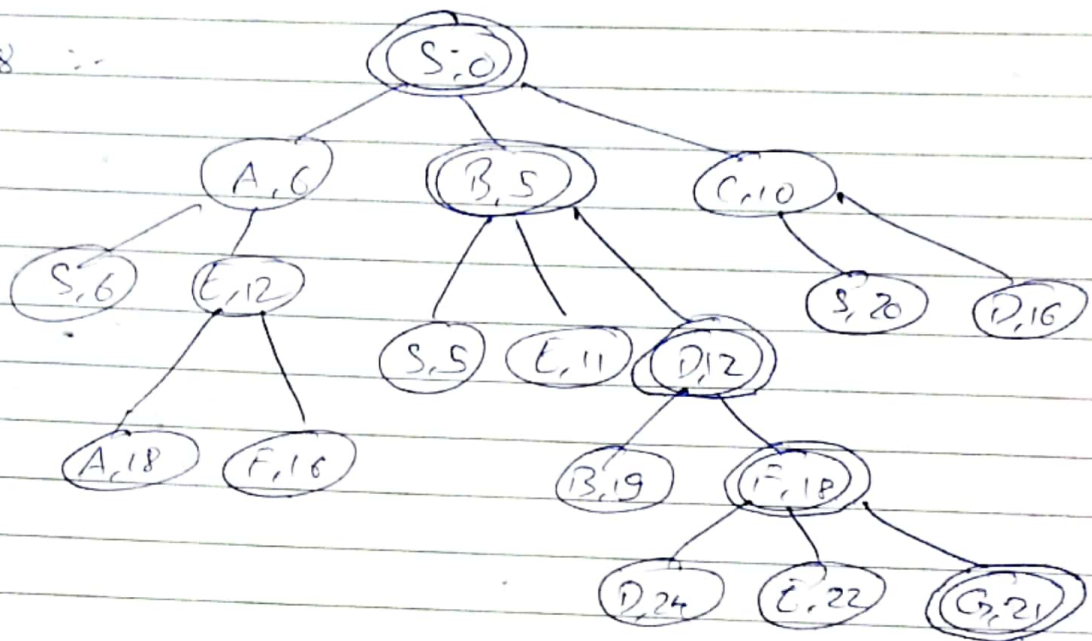 8 :-
S,0
A,6 B,5 C,10
S,6 E,12 S,20 D,16
S,5 E,11 D,12
A,18 F,16 B,19 F,18
D,24 E,22 G,21